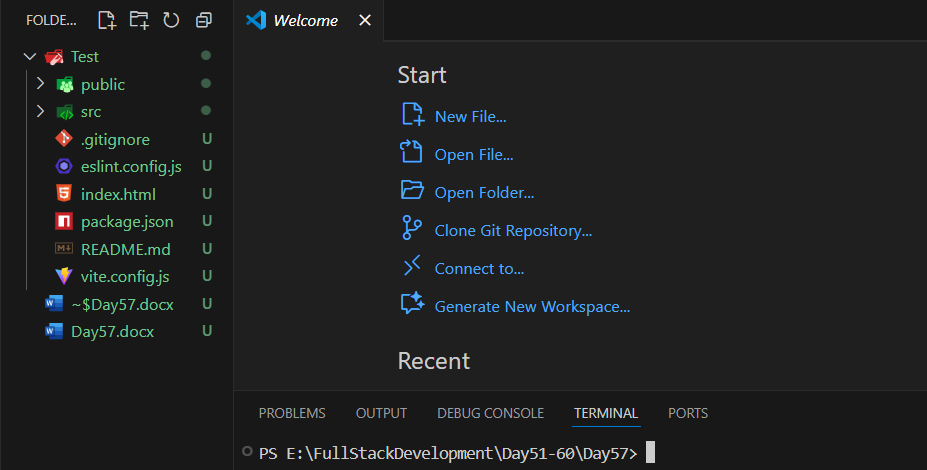 FOLDE...
Test
public
src
.gitignore U
eslint.config.js U
index.html U
package.json U
README.md U
vite.config.js U
~$Day57.docx U
Day57.docx U
Welcome
Start
New File...
Open File...
Open Folder...
Clone Git Repository...
Connect to...
Generate New Workspace...
Recent
PROBLEMS OUTPUT DEBUG CONSOLE TERMINAL PORTS
PS E:\FullStackDevelopment\Day51-60\Day57>